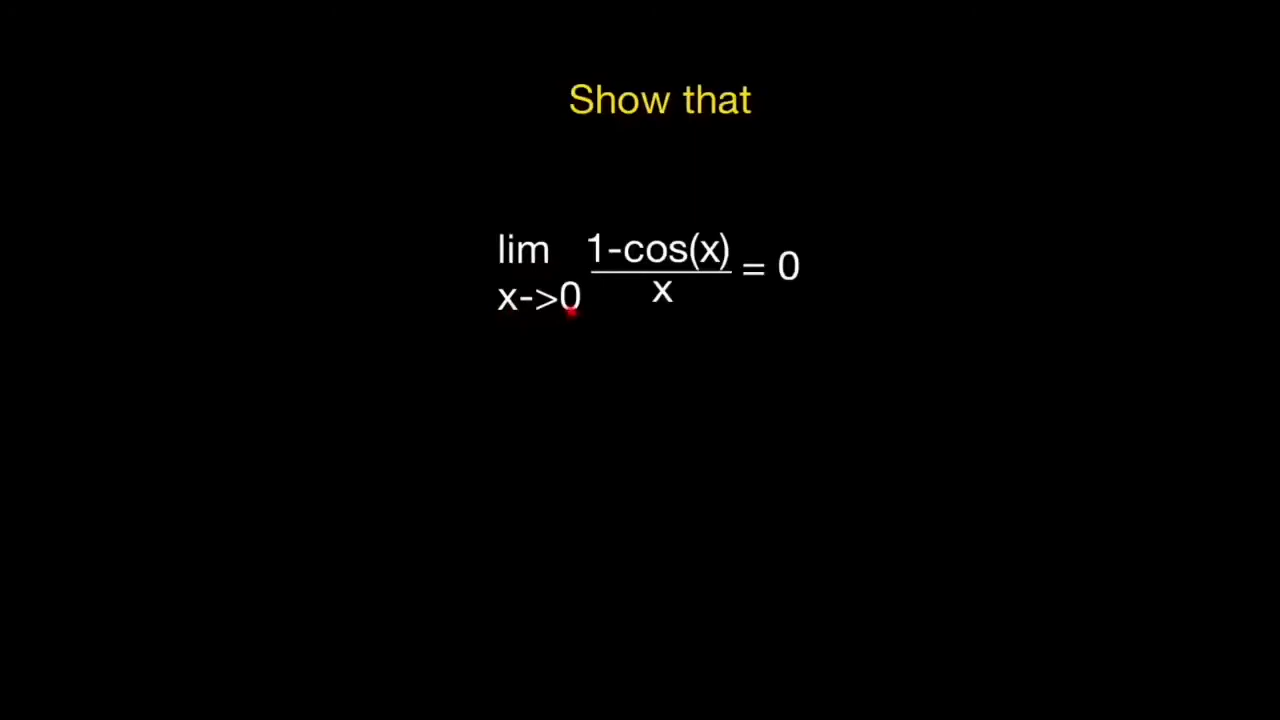 Show that
lim 1-cos(x)
= 0
x->0 x